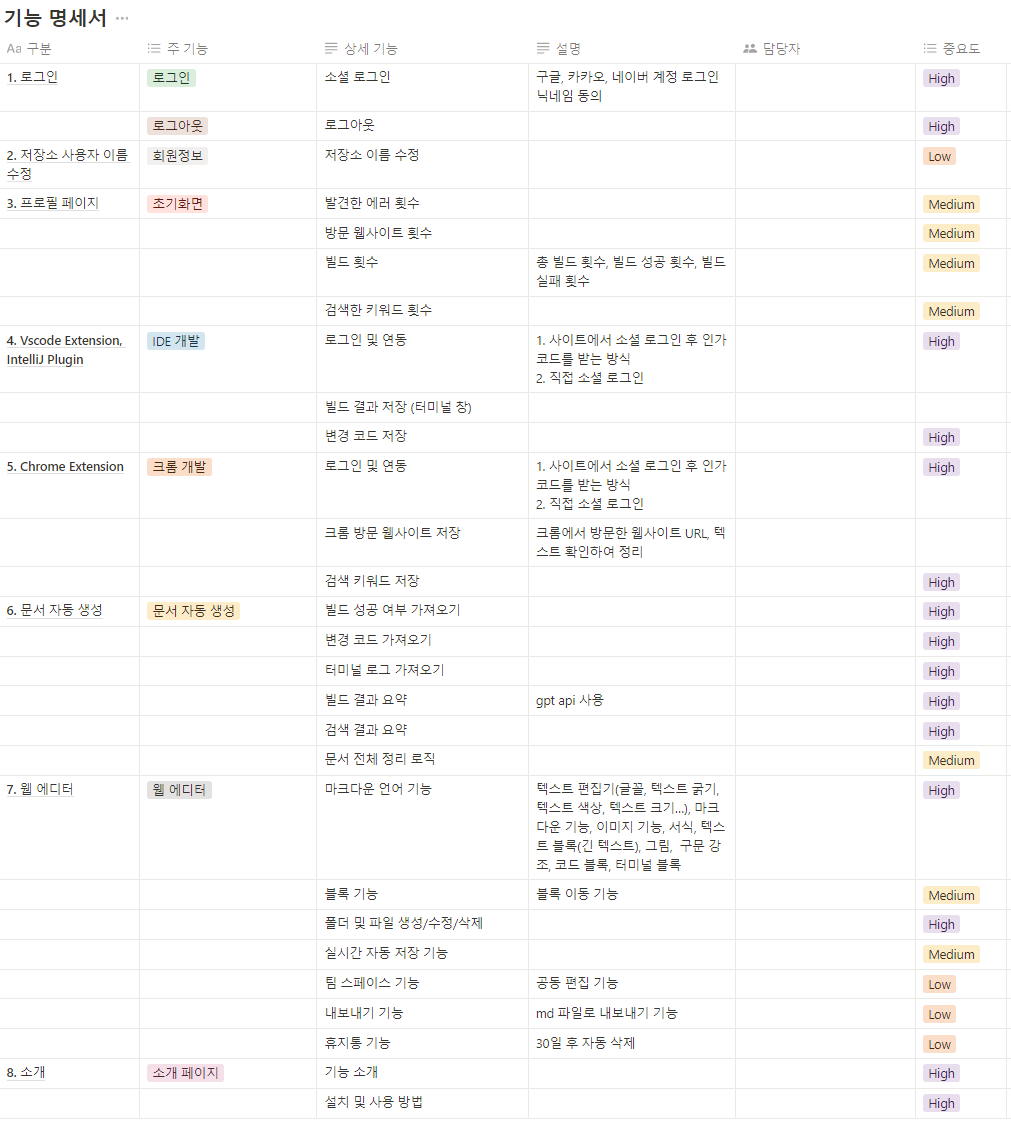 기능 명세서 ···
Aa 구분 주 기능 상세 기능 설명 담당자 중요도
1. 로그인 로그인 소셜 로그인 구글, 카카오, 네이버 계정 로그인 High
닉네임 동의
로그아웃 로그아웃 High
2. 저장소 사용자 이름 회원정보 저장소 이름 수정 Low
수정
3. 프로필 페이지 초기화면 발견한 에러 횟수 Medium
방문 웹사이트 횟수 Medium
빌드 횟수 총 빌드 횟수, 빌드 성공 횟수, 빌드 Medium
실패 횟수
검색한 키워드 횟수 Medium
4. Vscode Extension, IDE 개발 로그인 및 연동 1. 사이트에서 소셜 로그인 후 인가 High
IntelliJ Plugin 코드를 받는 방식
2. 직접 소셜 로그인
빌드 결과 저장 (터미널 창)
변경 코드 저장 High
5. Chrome Extension 크롬 개발 로그인 및 연동 1. 사이트에서 소셜 로그인 후 인가 High
코드를 받는 방식
2. 직접 소셜 로그인
크롬 방문 웹사이트 저장 크롬에서 방문한 웹사이트 URL, 텍
스트 확인하여 정리
검색 키워드 저장 High
6. 문서 자동 생성 문서 자동 생성 빌드 성공 여부 가져오기 High
변경 코드 가져오기 High
터미널 로그 가져오기 High
빌드 결과 요약 gpt api 사용 High
검색 결과 요약 High
문서 전체 정리 로직 Medium
7. 웹 에디터 웹 에디터 마크다운 언어 기능 텍스트 편집기(글꼴, 텍스트 굵기, High
텍스트 색상, 텍스트 크기...), 마크
다운 기능, 이미지 기능, 서식, 텍스
트 블록(긴 텍스트), 그림, 구문 강
조, 코드 블록, 터미널 블록
블록 기능 블록 이동 기능 Medium
폴더 및 파일 생성/수정/삭제 High
실시간 자동 저장 기능 Medium
팀 스페이스 기능 공동 편집 기능 Low
내보내기 기능 md 파일로 내보내기 기능 Low
휴지통 기능 30일 후 자동 삭제 Low
8. 소개 소개 페이지 기능 소개 High
설치 및 사용 방법 High